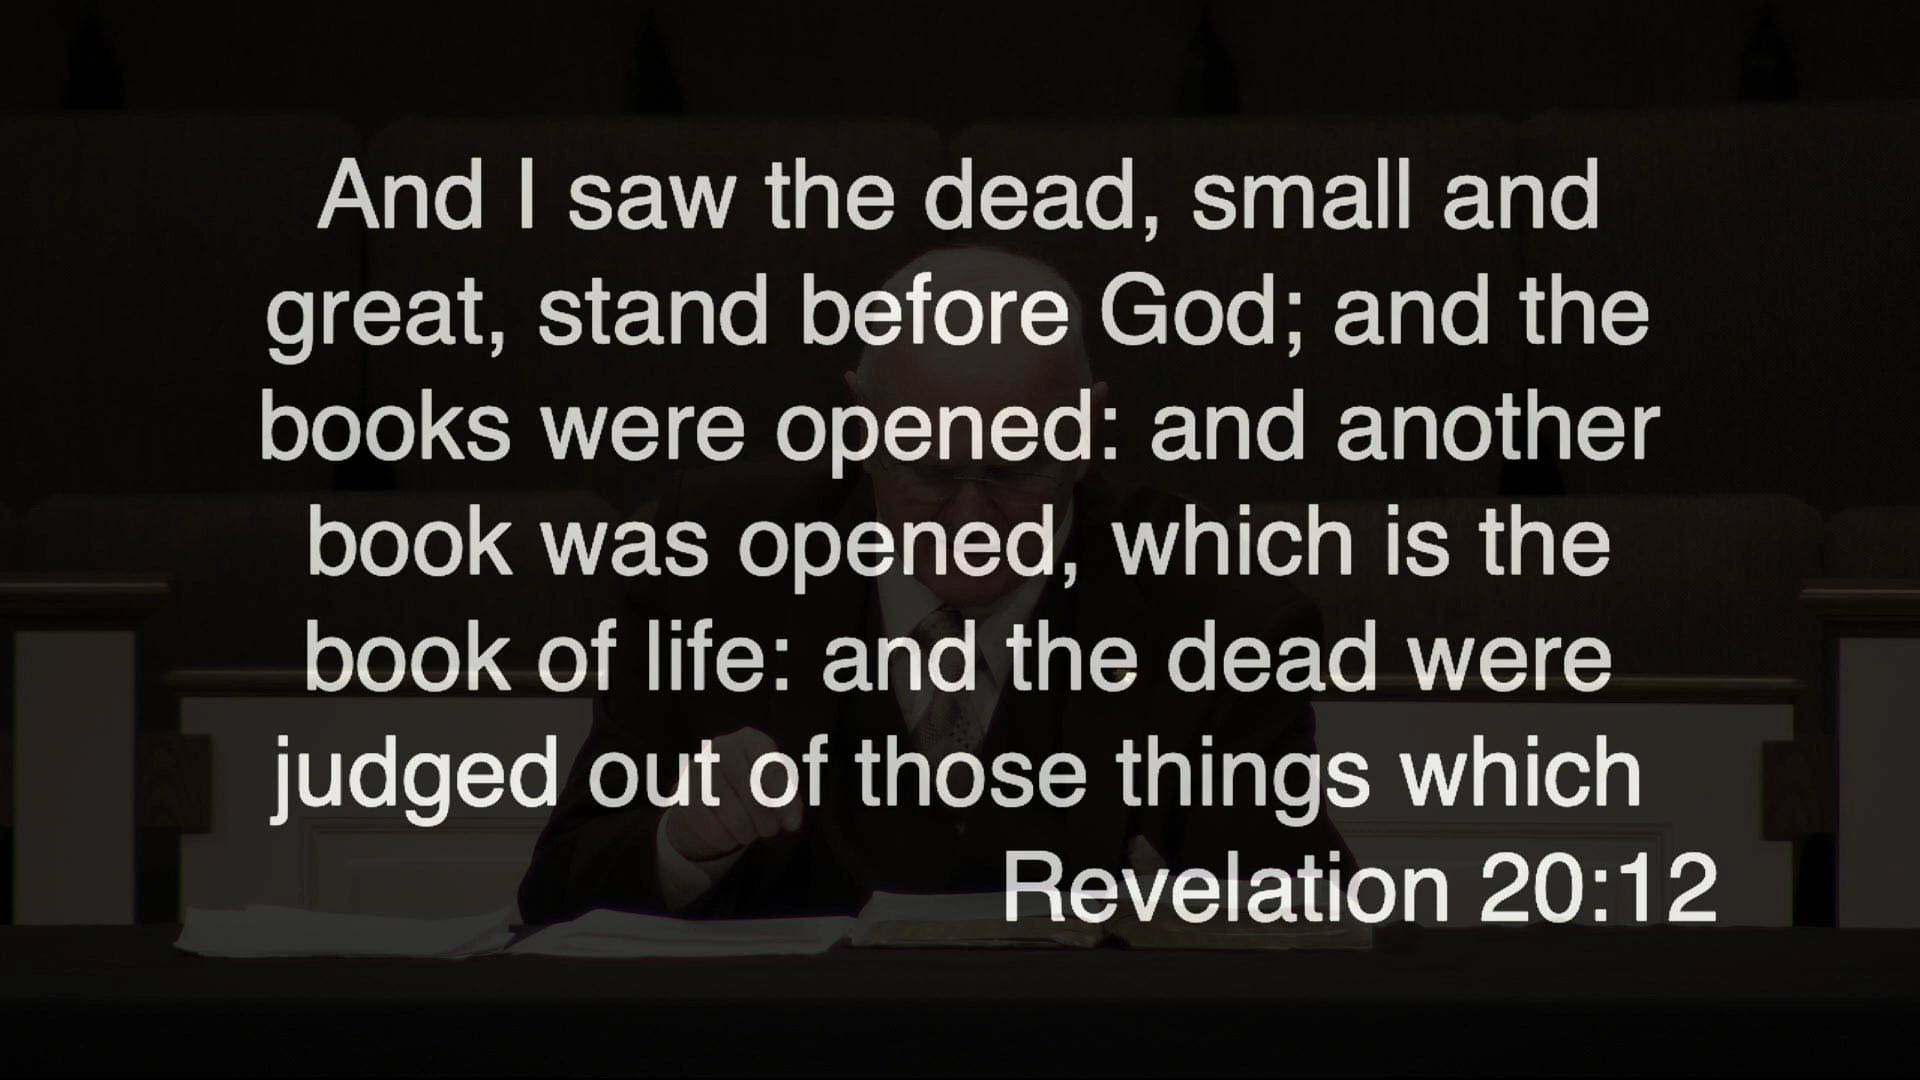 And I saw the dead, small and
great, stand before God; and the
books were opened: and another
book was opened, which is the
book of life: and the dead were
judged out of those things which
Revelation 20:12